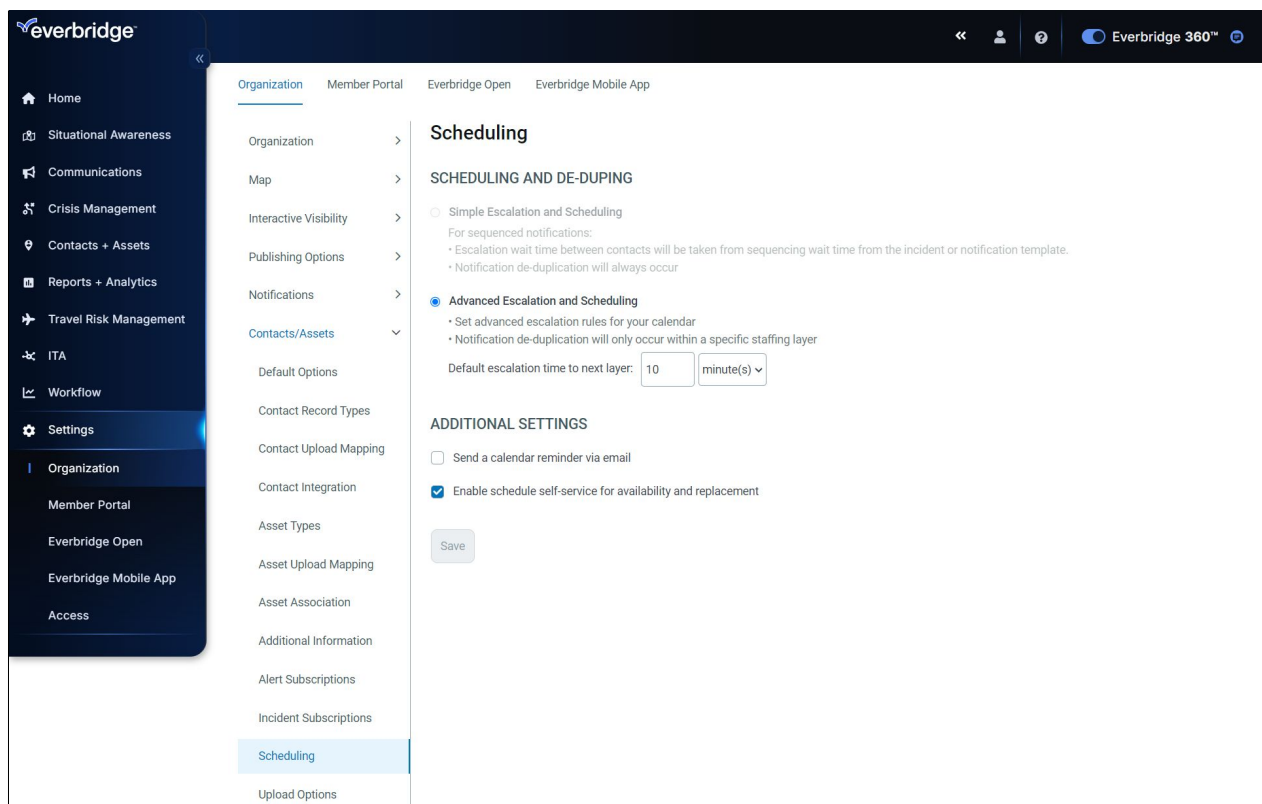 everbridge™
Everbridge 360™
Home
Situational Awareness
Communications
Crisis Management
Contacts + Assets
Reports + Analytics
Travel Risk Management
ITA
Workflow
Settings
Organization
Member Portal
Everbridge Open
Everbridge Mobile App
Access
Organization Member Portal Everbridge Open Everbridge Mobile App
Organization
Map
Interactive Visibility
Publishing Options
Notifications
Contacts/Assets
Default Options
Contact Record Types
Contact Upload Mapping
Contact Integration
Asset Types
Asset Upload Mapping
Asset Association
Additional Information
Alert Subscriptions
Incident Subscriptions
Scheduling
Upload Options
Scheduling
SCHEDULING AND DE-DUPING
Simple Escalation and Scheduling
For sequenced notifications:
• Escalation wait time between contacts will be taken from sequencing wait time from the incident or notification template.
• Notification de-duplication will always occur
Advanced Escalation and Scheduling
• Set advanced escalation rules for your calendar
• Notification de-duplication will only occur within a specific staffing layer
Default escalation time to next layer: 10 minute(s)
ADDITIONAL SETTINGS
Send a calendar reminder via email
Enable schedule self-service for availability and replacement
Save